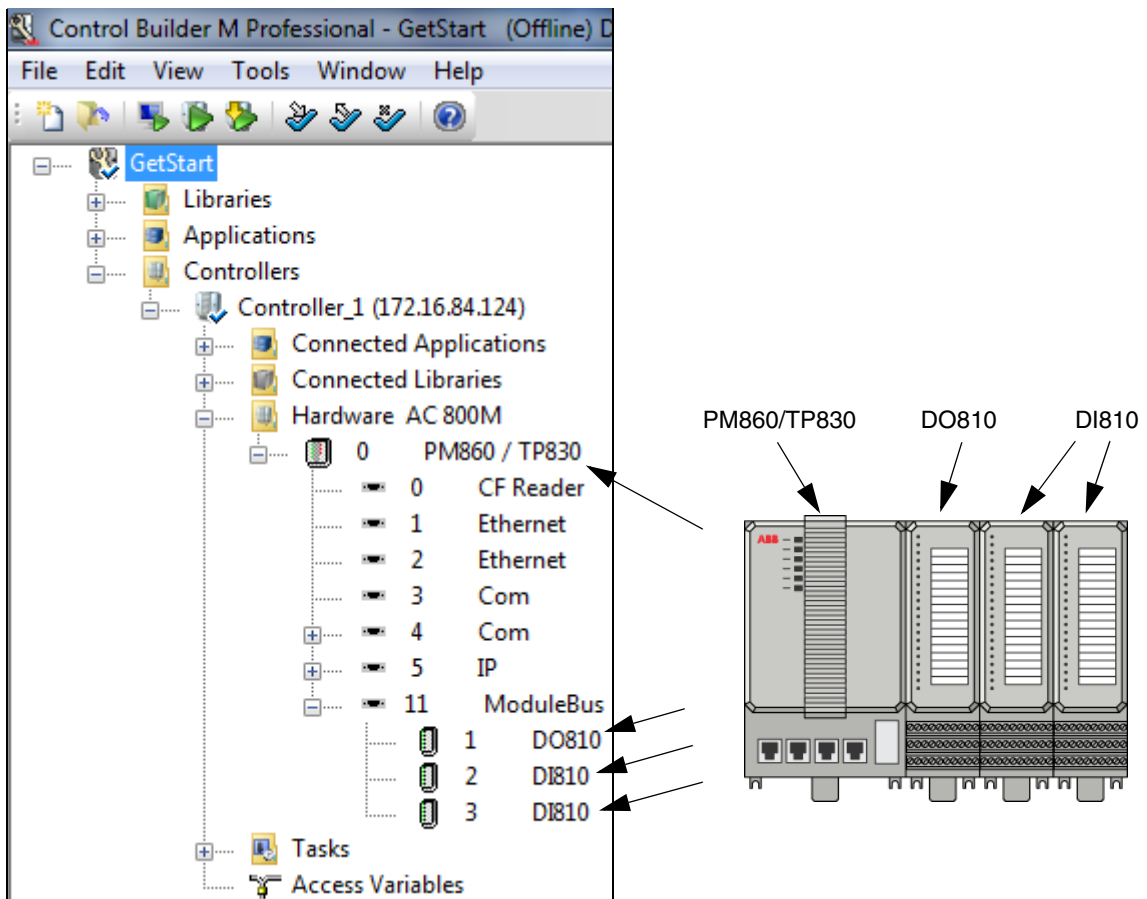 Control Builder M Professional - GetStart (Offline) D
File Edit View Tools Window Help
GetStart
Libraries
Applications
Controllers
Controller_1 (172.16.84.124)
Connected Applications
Connected Libraries
Hardware AC 800M
0 PM860 / TP830
0 CF Reader
1 Ethernet
2 Ethernet
3 Com
4 Com
5 IP
11 ModuleBus
1 DO810
2 DI810
3 DI810
Tasks
Access Variables
PM860/TP830 DO810 DI810
ABB